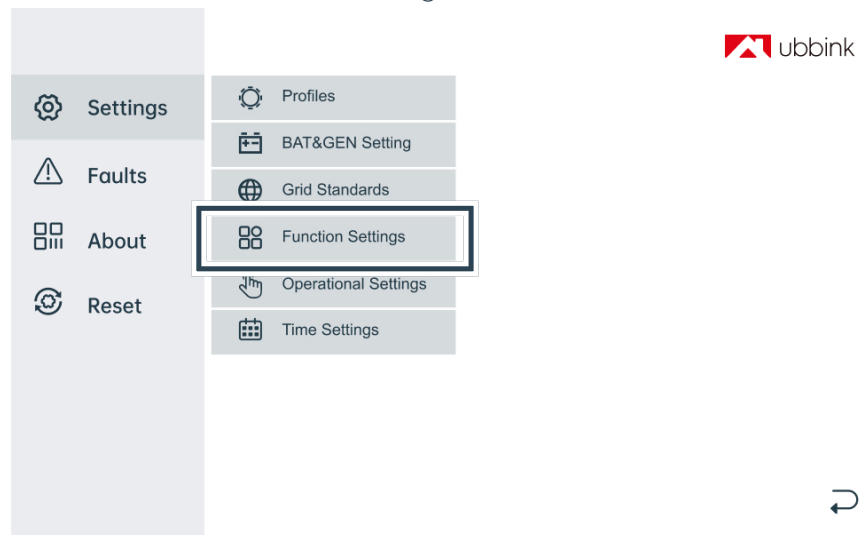 ubbink
Settings
Faults
About
Reset
Profiles
BAT&GEN Setting
Grid Standards
Function Settings
Operational Settings
Time Settings